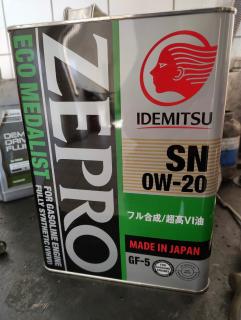 IDEMITSU
ZEPRO
ECO MEDALIST
FOR GASOLINE ENGINE
FULLY SYNTHETIC (VHVI)
SN
0W-20
フル合成/超高VI油
MADE IN JAPAN
GF-5